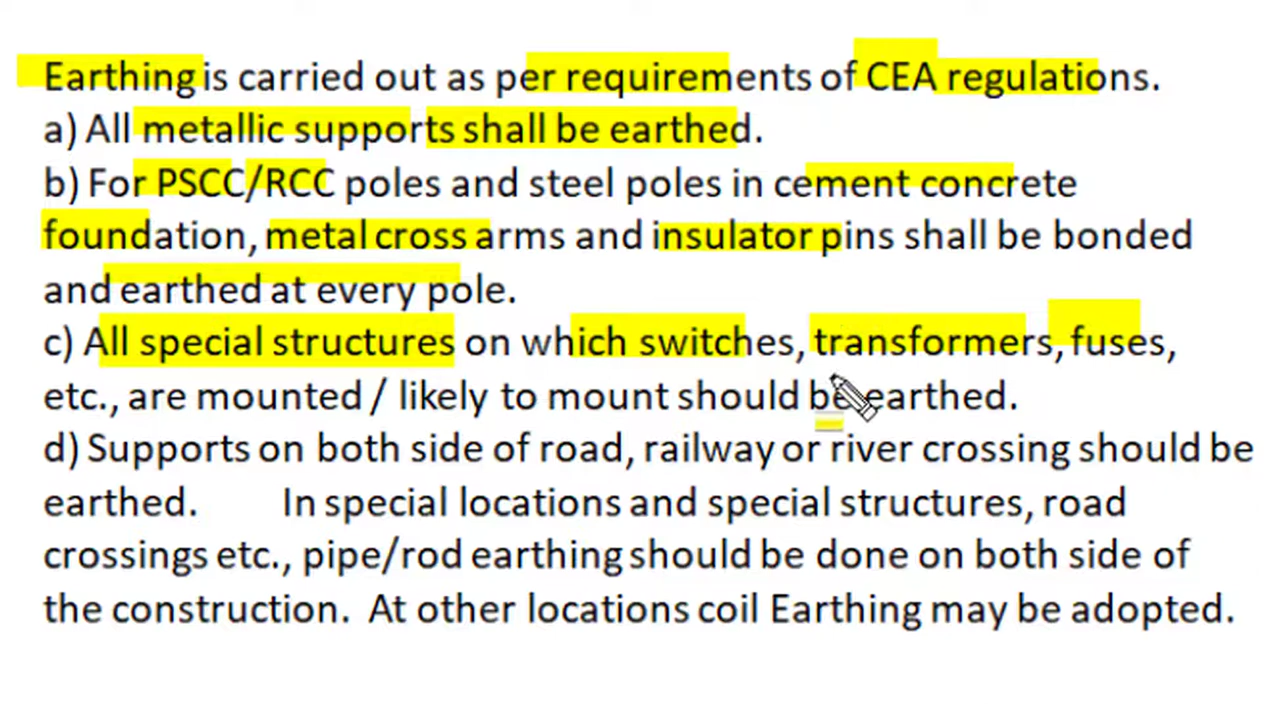 Earthing is carried out as per requirements of CEA regulations.
a) All metallic supports shall be earthed.
b) For PSCC/RCC poles and steel poles in cement concrete
foundation, metal cross arms and insulator pins shall be bonded
and earthed at every pole.
c) All special structures on which switches, transformers, fuses,
etc., are mounted / likely to mount should be earthed.
d) Supports on both side of road, railway or river crossing should be
earthed. In special locations and special structures, road
crossings etc., pipe/rod earthing should be done on both side of
the construction. At other locations coil Earthing may be adopted.